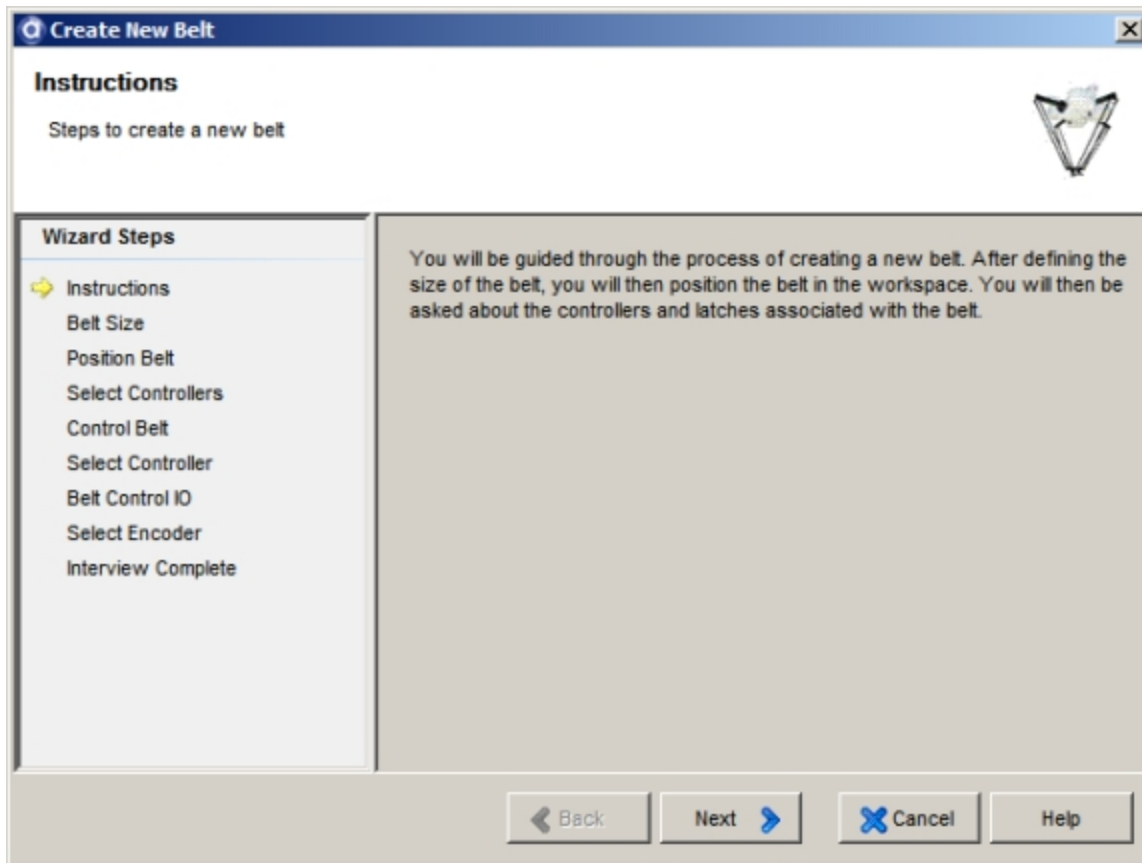 Create New Belt
Instructions
Steps to create a new belt
Wizard Steps
Instructions
Belt Size
Position Belt
Select Controllers
Control Belt
Select Controller
Belt Control IO
Select Encoder
Interview Complete
You will be guided through the process of creating a new belt. After defining the
size of the belt, you will then position the belt in the workspace. You will then be
asked about the controllers and latches associated with the belt.
Back
Next
Cancel
Help